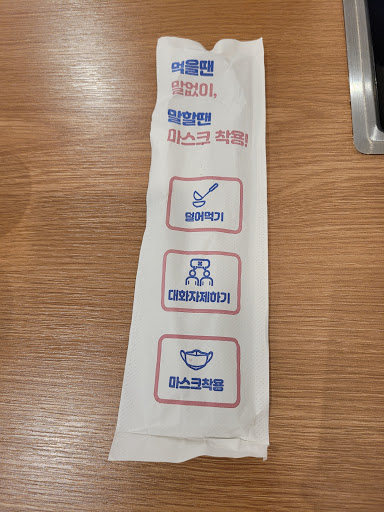 먹을땐
말없이,
말할땐
마스크 착용!
덜어먹기
대화자제하기
마스크착용